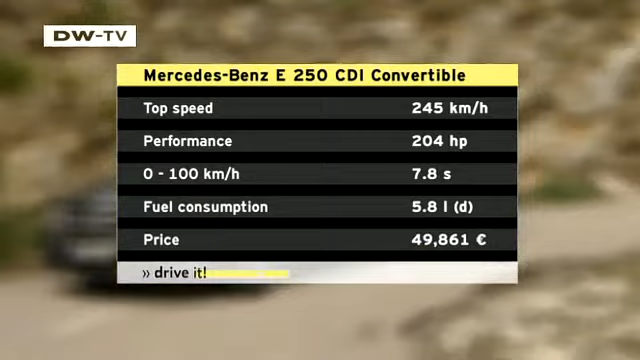 DW-TV
Mercedes-Benz E 250 CDI Convertible
Top speed 245 km/h
Performance 204 hp
0 - 100 km/h 7.8 s
Fuel consumption 5.8 l (d)
Price 49,861 €
» drive it!